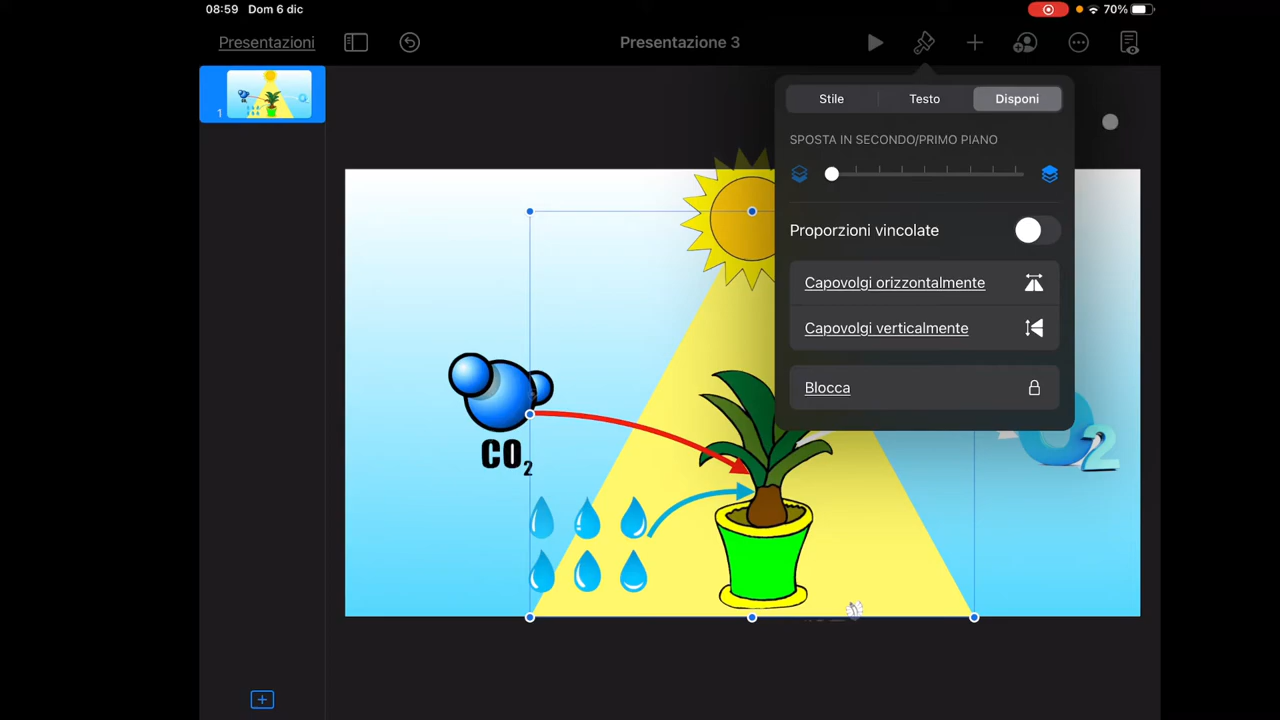 08:59 Dom 6 dic
70%
Presentazioni
Presentazione 3
1
Stile
Testo
Disponi
SPOSTA IN SECONDO/PRIMO PIANO
Proporzioni vincolate
Capovolgi orizzontalmente
Capovolgi verticalmente
Blocca
CO₂
O₂